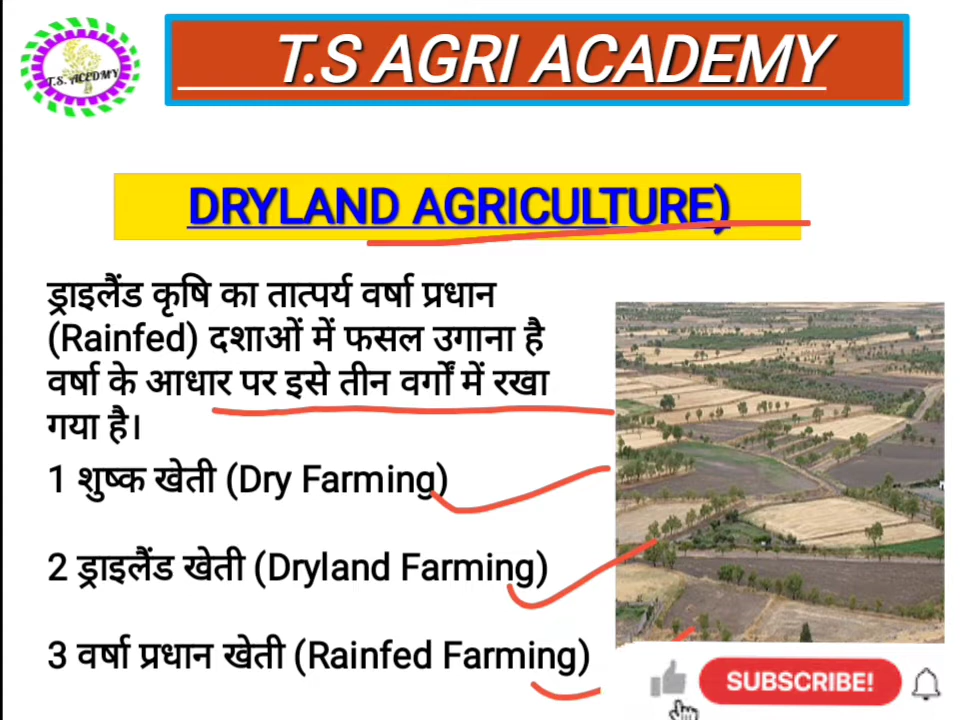 T.S. ACEDMY
T.S AGRI ACADEMY
DRYLAND AGRICULTURE)
ड्राइलैंड कृषि का तात्पर्य वर्षा प्रधान
(Rainfed) दशाओं में फसल उगाना है
वर्षा के आधार पर इसे तीन वर्गों में रखा
गया है।
1 शुष्क खेती (Dry Farming)
2 ड्राइलैंड खेती (Dryland Farming)
3 वर्षा प्रधान खेती (Rainfed Farming)
SUBSCRIBE!